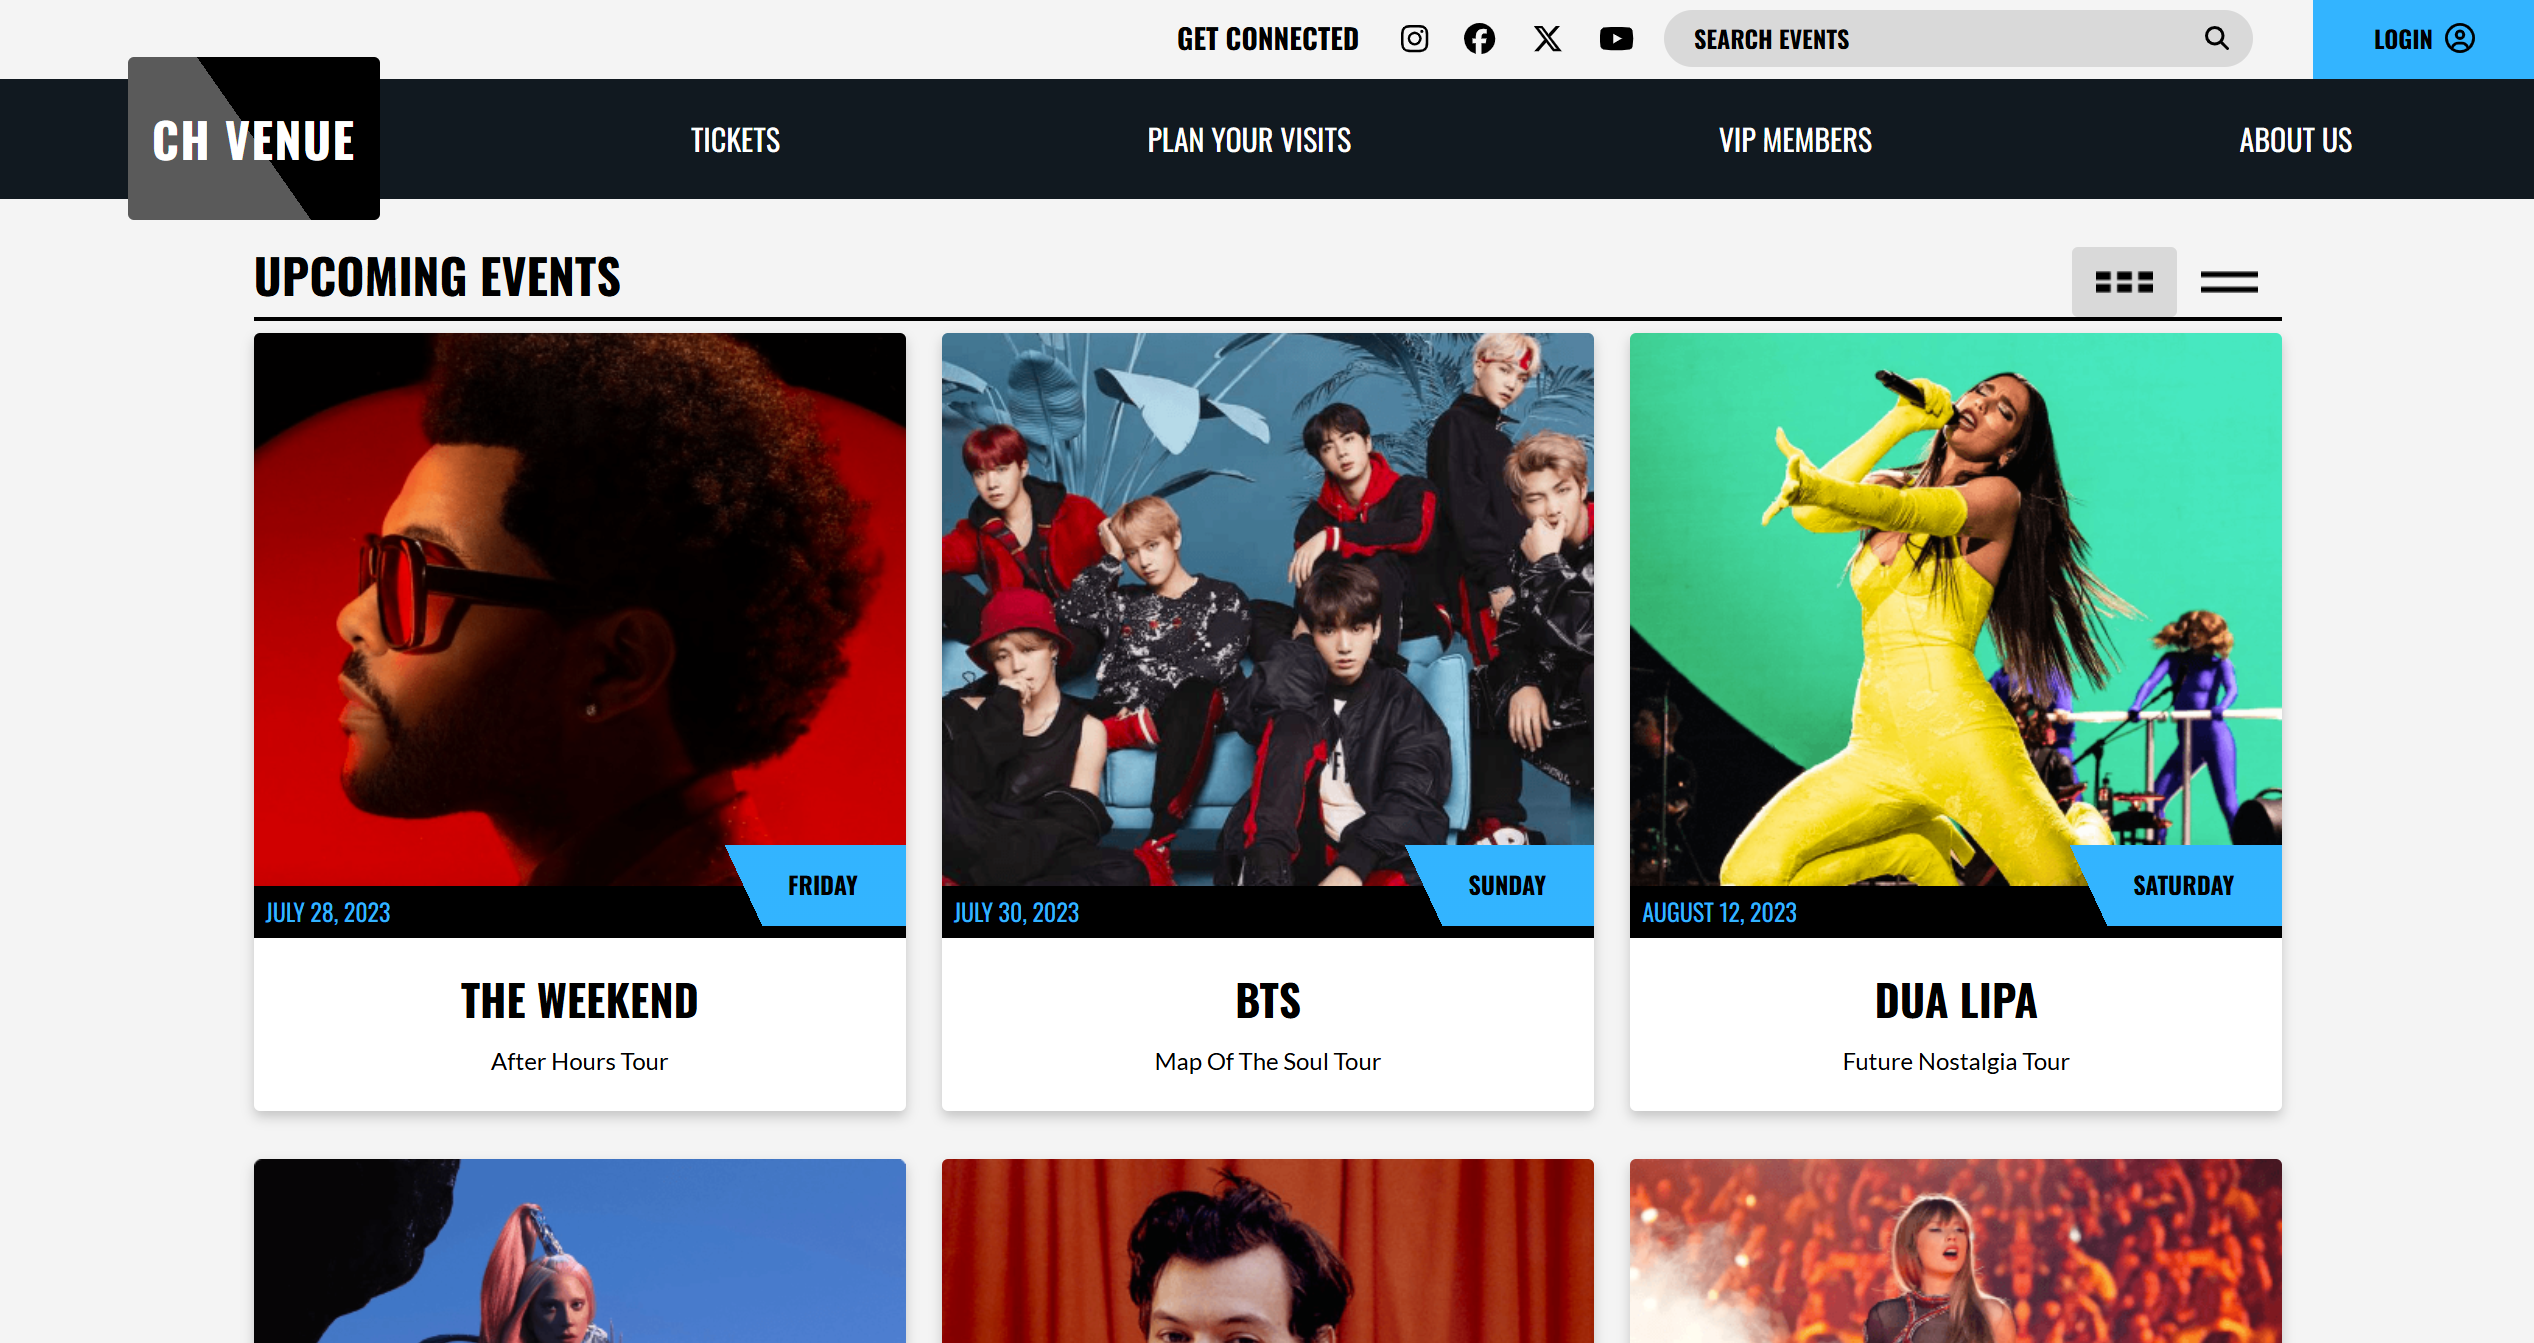 GET CONNECTED
SEARCH EVENTS
LOGIN
CH VENUE
TICKETS
PLAN YOUR VISITS
VIP MEMBERS
ABOUT US
UPCOMING EVENTS
FRIDAY
JULY 28, 2023
THE WEEKEND
After Hours Tour
SUNDAY
JULY 30, 2023
BTS
Map Of The Soul Tour
SATURDAY
AUGUST 12, 2023
DUA LIPA
Future Nostalgia Tour